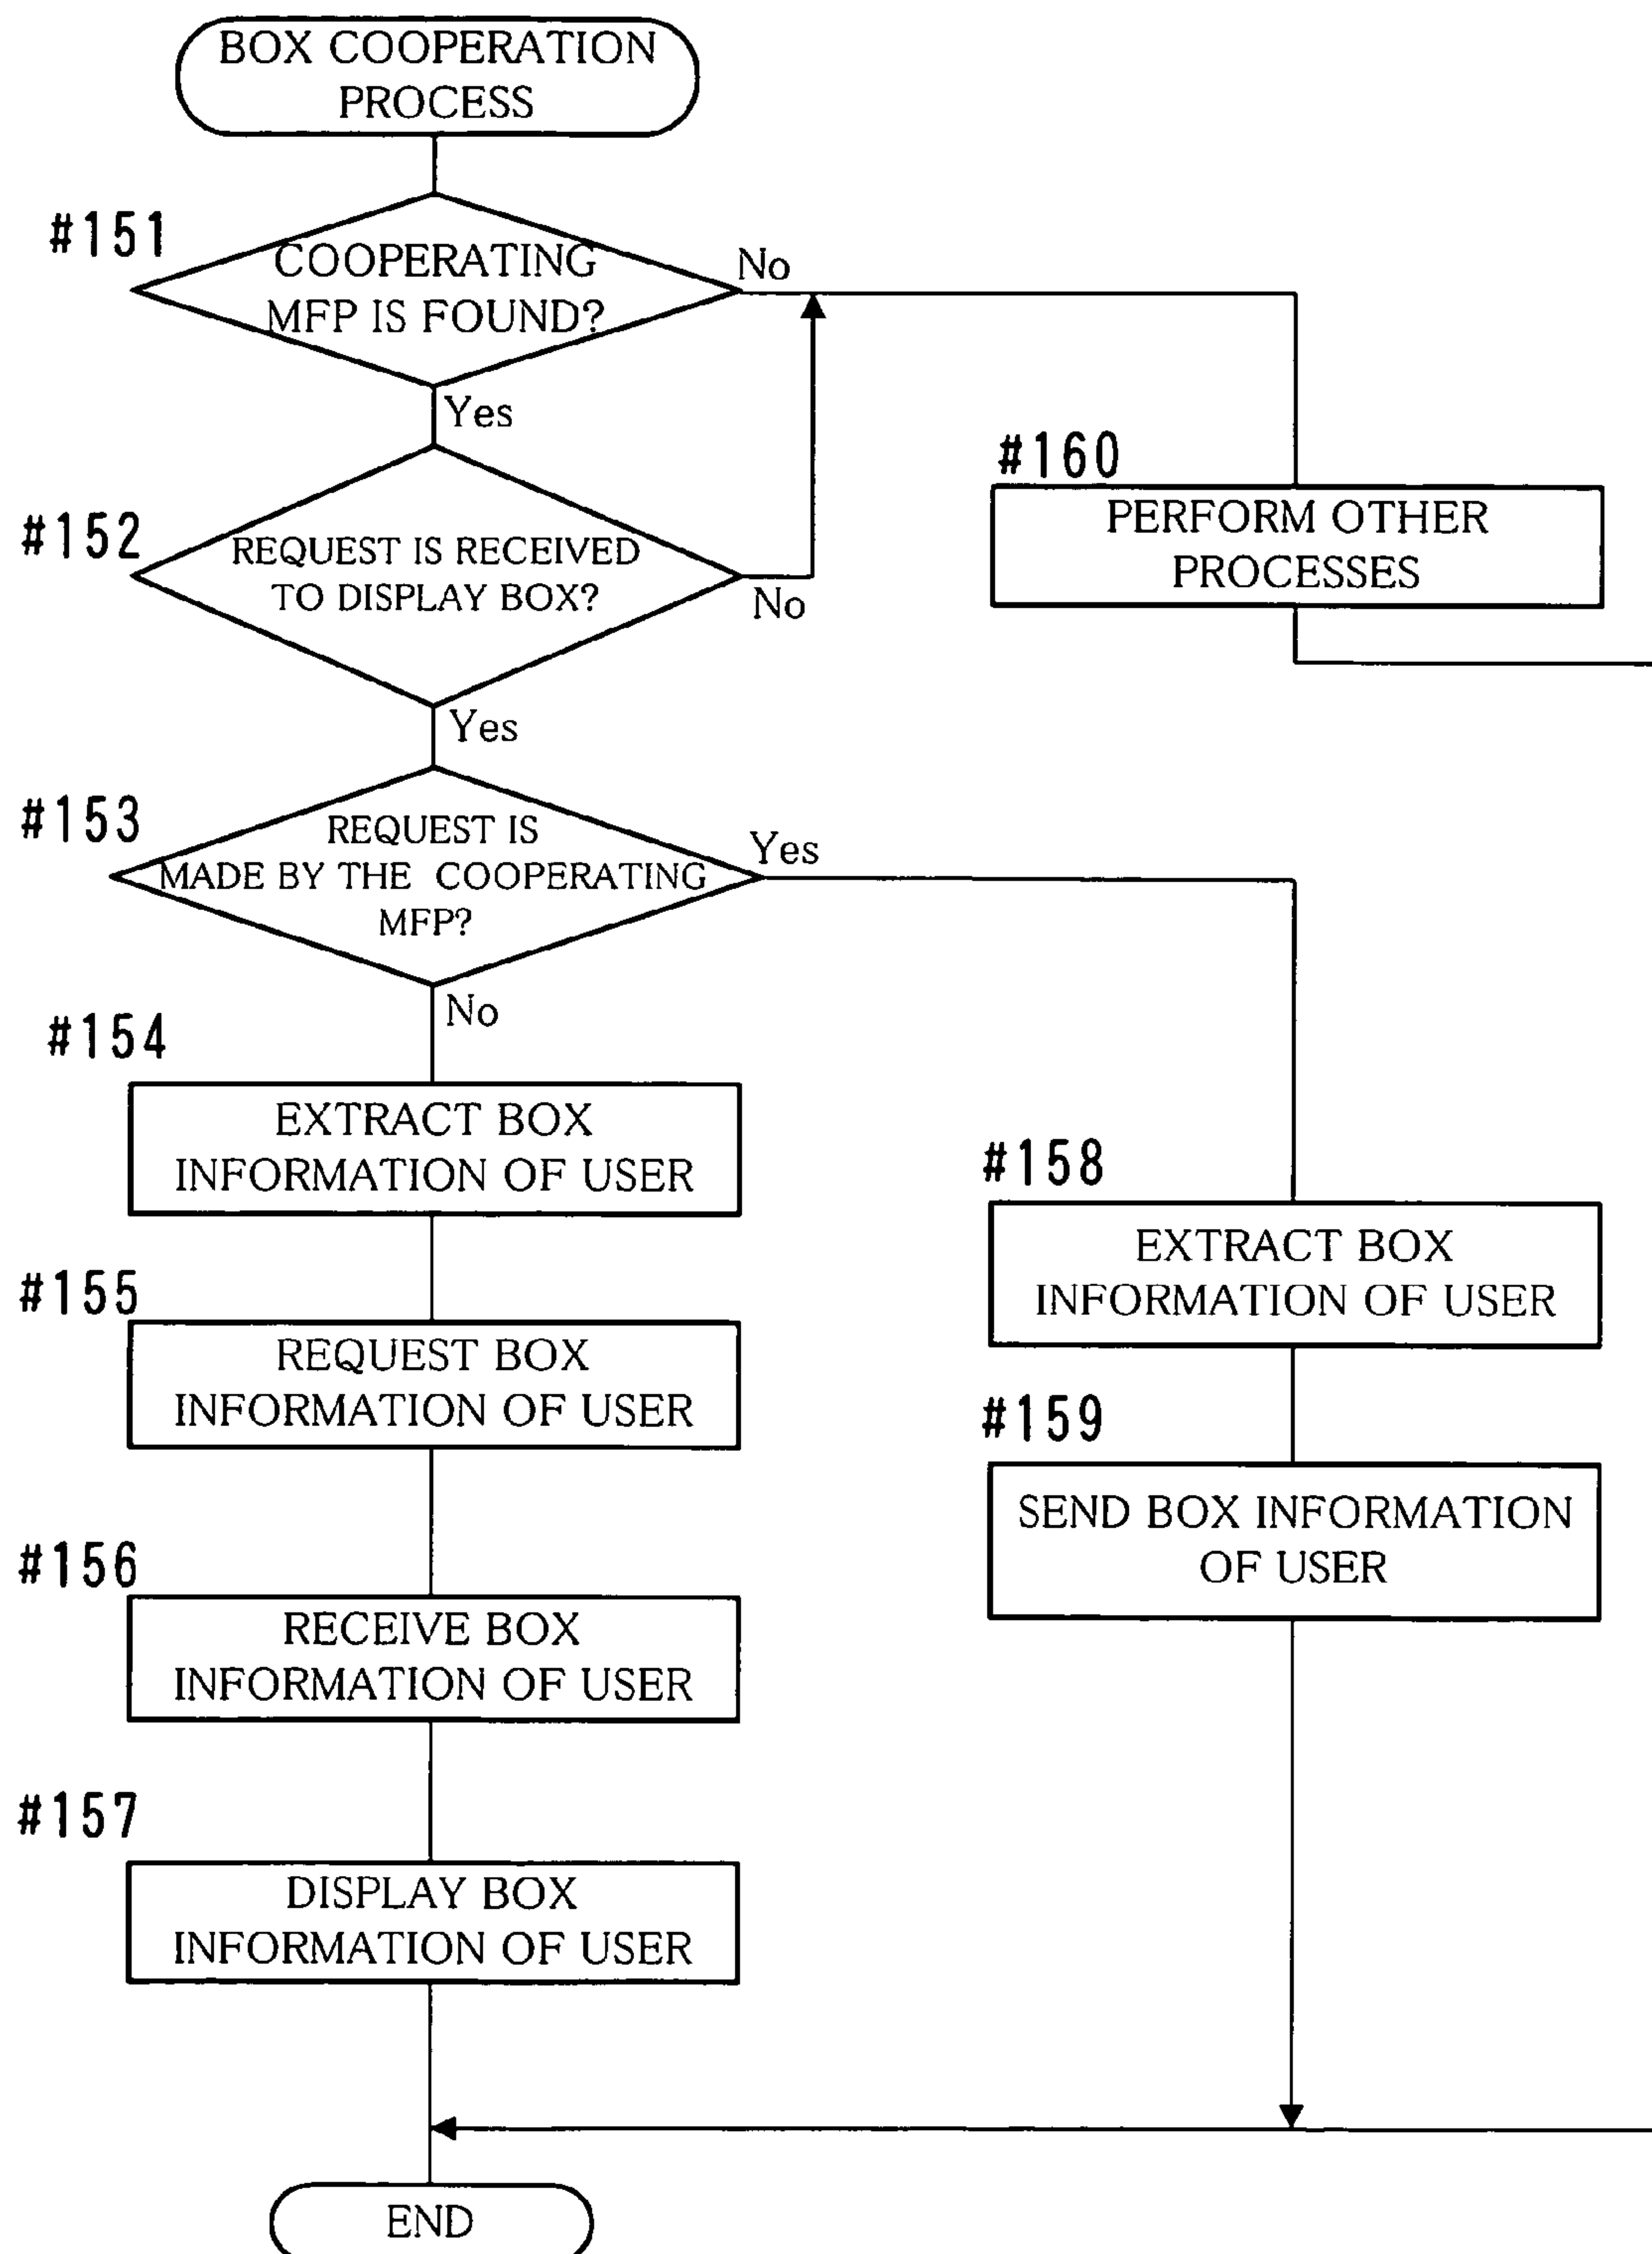 BOX COOPERATION
PROCESS
#151
COOPERATING
MFP IS FOUND?
No
Yes
#152
REQUEST IS RECEIVED
TO DISPLAY BOX?
No
Yes
#160
PERFORM OTHER
PROCESSES
#153
REQUEST IS
MADE BY THE COOPERATING
MFP?
Yes
No
#154
EXTRACT BOX
INFORMATION OF USER
#155
REQUEST BOX
INFORMATION OF USER
#156
RECEIVE BOX
INFORMATION OF USER
#157
DISPLAY BOX
INFORMATION OF USER
#158
EXTRACT BOX
INFORMATION OF USER
#159
SEND BOX INFORMATION
OF USER
END